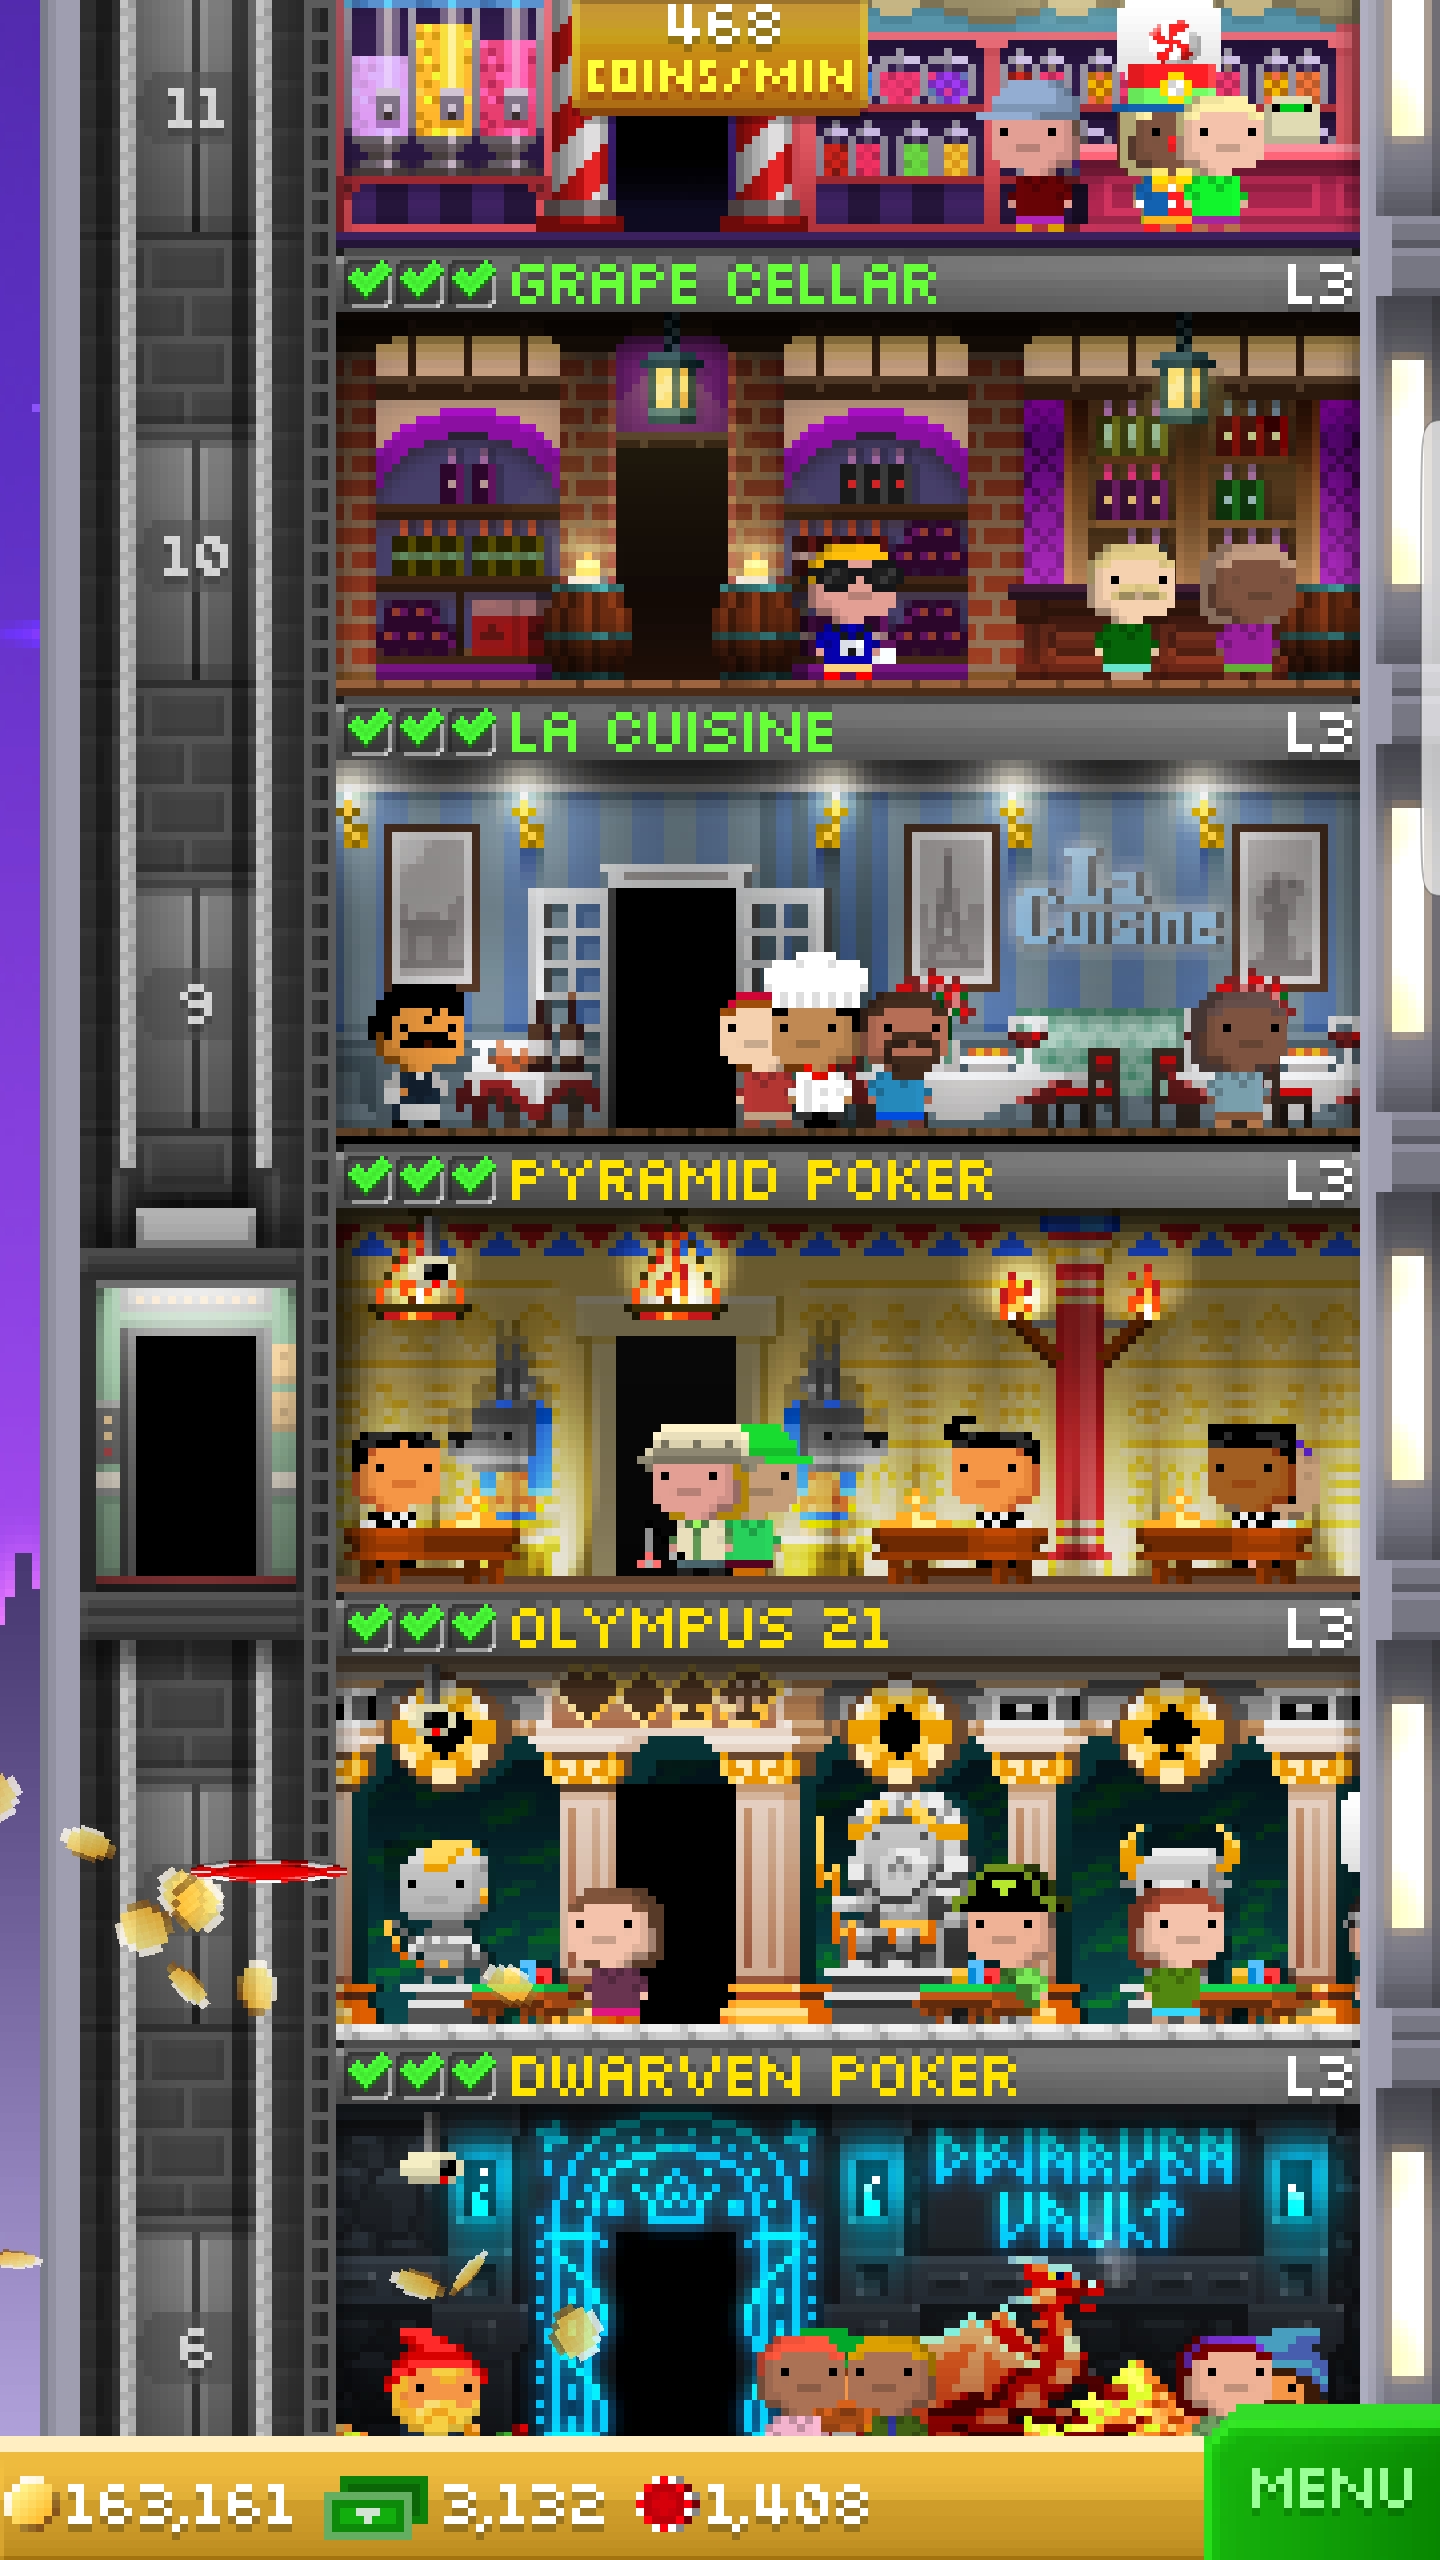 468
COINS/MIN
11
GRAPE CELLAR L3
10
LA CUISINE L3
La
Cuisine
9
PYRAMID POKER L3
OLYMPUS 21 L3
DWARVEN POKER L3
DWARVEN
VAULT
6
163,161 3,132 1,408
MENU